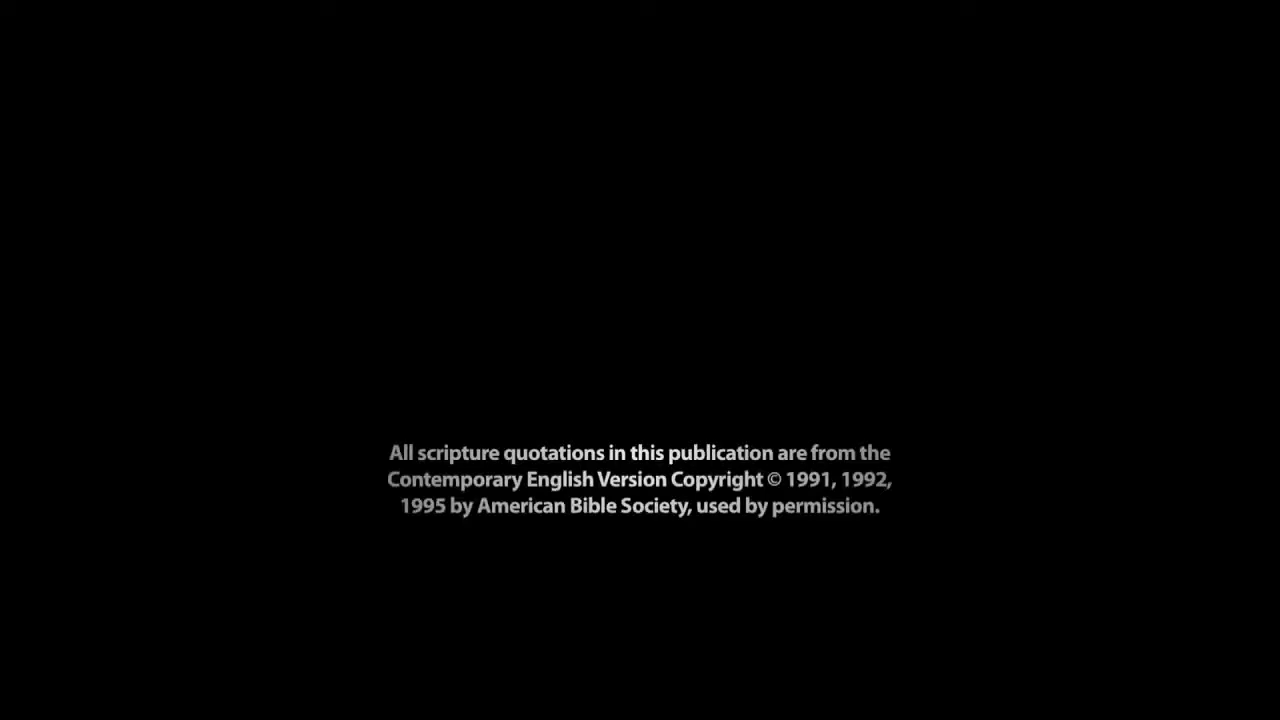 All scripture quotations in this publication are from the
Contemporary English Version Copyright © 1991, 1992,
1995 by American Bible Society, used by permission.